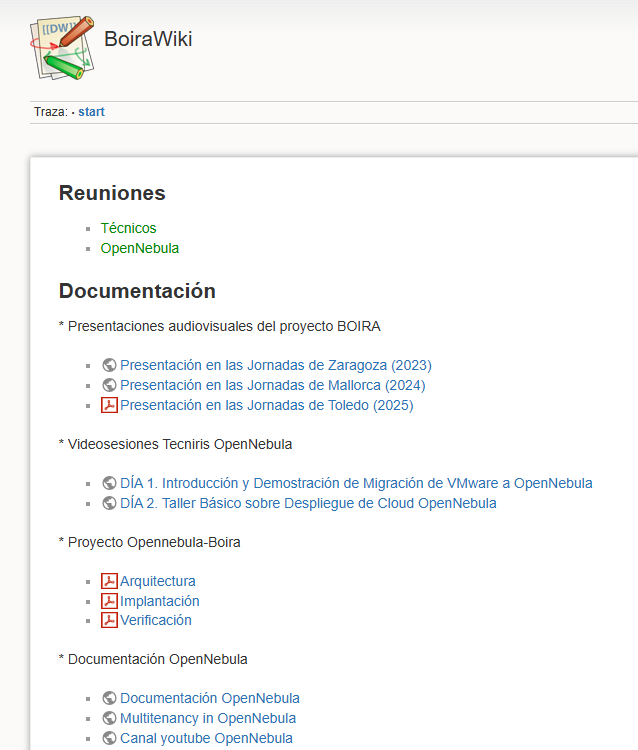 [[DW]]
BoiraWiki
Traza: • start
Reuniones
Técnicos
OpenNebula
Documentación
* Presentaciones audiovisuales del proyecto BOIRA
Presentación en las Jornadas de Zaragoza (2023)
Presentación en las Jornadas de Mallorca (2024)
Presentación en las Jornadas de Toledo (2025)
* Videosesiones Tecniris OpenNebula
DÍA 1. Introducción y Demostración de Migración de VMware a OpenNebula
DÍA 2. Taller Básico sobre Despliegue de Cloud OpenNebula
* Proyecto Opennebula-Boira
Arquitectura
Implantación
Verificación
* Documentación OpenNebula
Documentación OpenNebula
Multitenancy in OpenNebula
Canal youtube OpenNebula